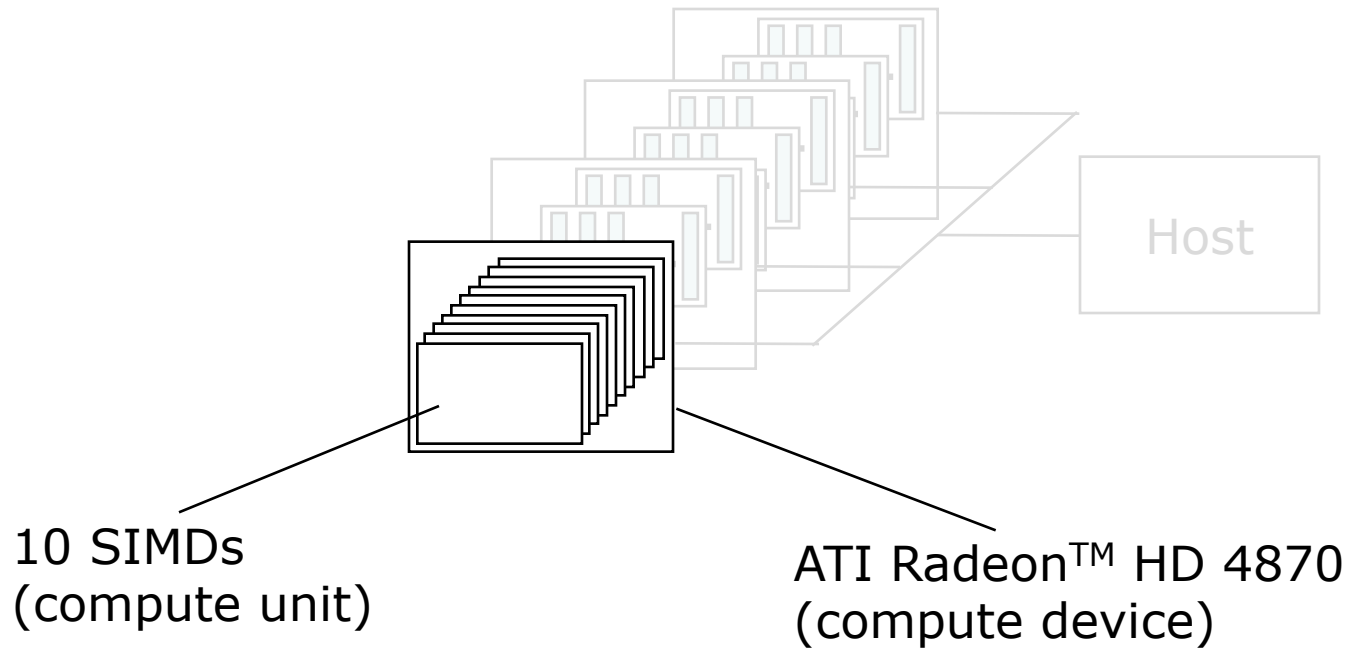 Host
10 SIMDs
(compute unit)
ATI Radeon™ HD 4870
(compute device)